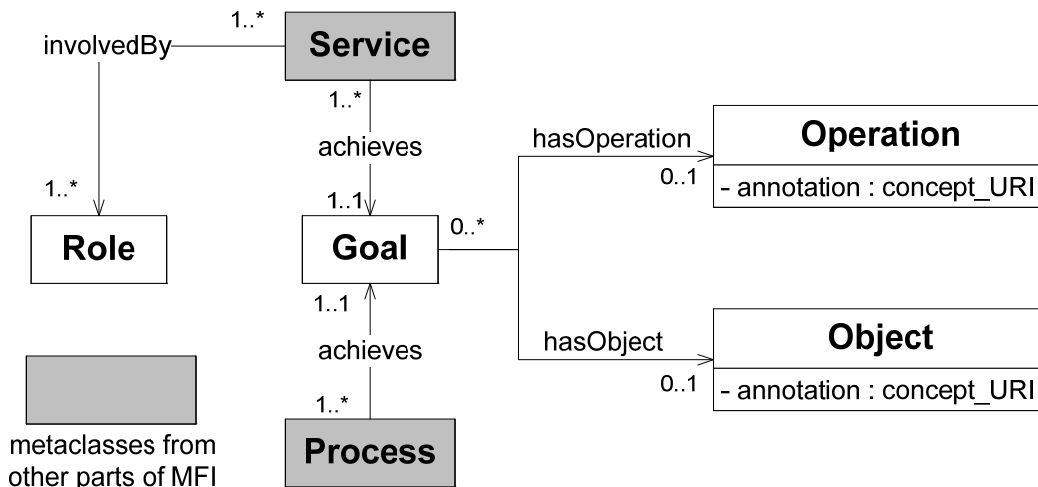 1..*
involvedBy
Service
1..*
achieves
hasOperation
Operation
0..1
- annotation : concept_URI
1..*
1..1
0..*
Role
Goal
1..1
hasObject
Object
achieves
0..1
- annotation : concept_URI
1..*
Process
metaclasses from
other parts of MFI